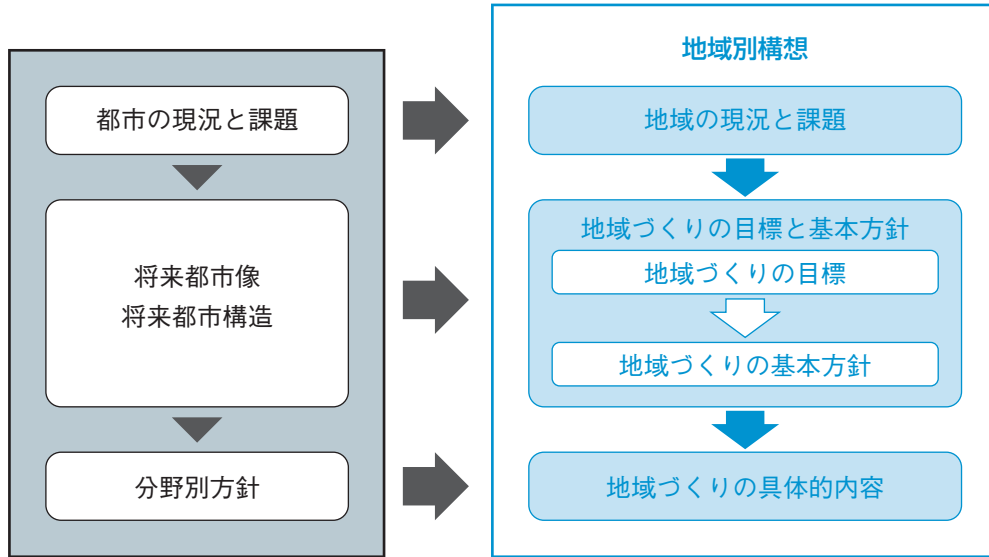 都市の現況と課題
将来都市像
将来都市構造
分野別方針
地域別構想
地域の現況と課題
地域づくりの目標と基本方針
地域づくりの目標
地域づくりの基本方針
地域づくりの具体的内容